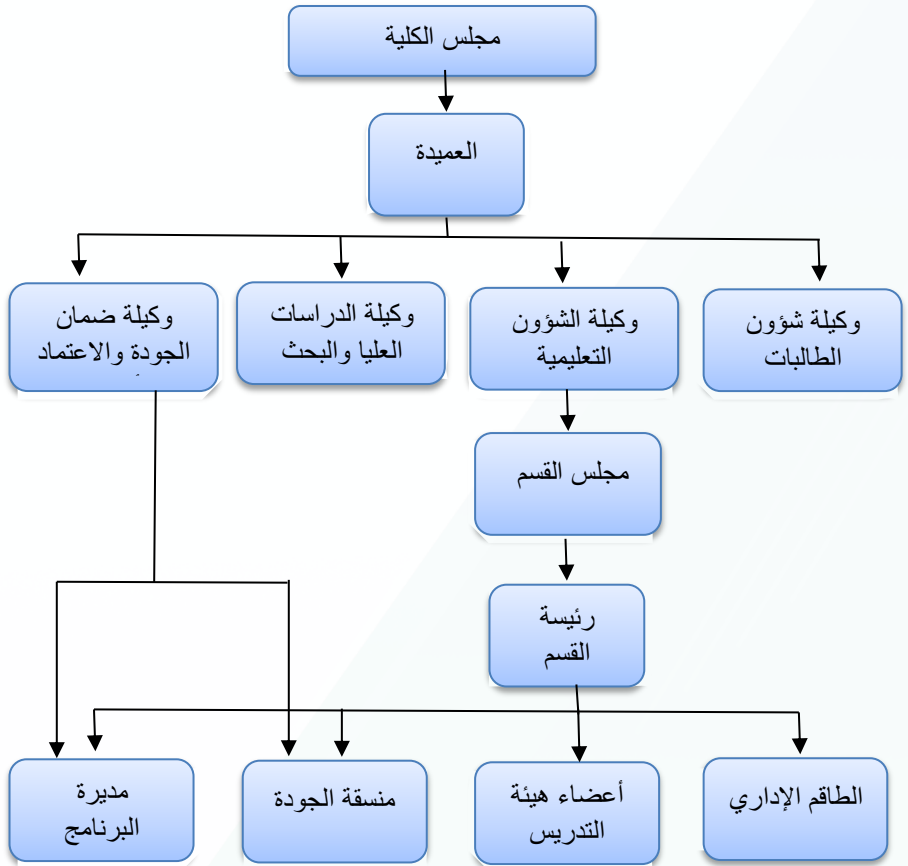 مجلس الكلية
العميدة
وكيلة شؤون
الطالبات
وكيلة الشؤون
التعليمية
وكيلة الدراسات
العليا والبحث
وكيلة ضمان
الجودة والاعتماد
مجلس القسم
رئيسة
القسم
الطاقم الإداري
أعضاء هيئة
التدريس
منسقة الجودة
مديرة
البرنامج